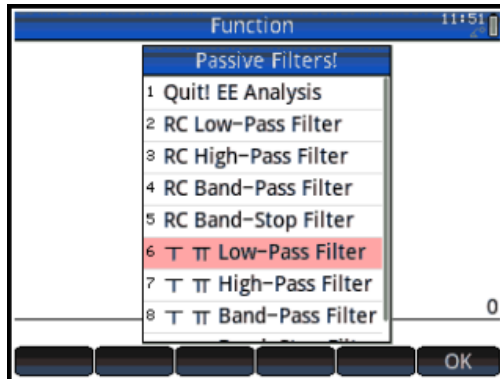 Function
11:51
Passive Filters!
1 Quit! EE Analysis
2 RC Low-Pass Filter
3 RC High-Pass Filter
4 RC Band-Pass Filter
5 RC Band-Stop Filter
6 ㅜ π Low-Pass Filter
7 ㅜ π High-Pass Filter
8 ㅜ π Band-Pass Filter
0
OK